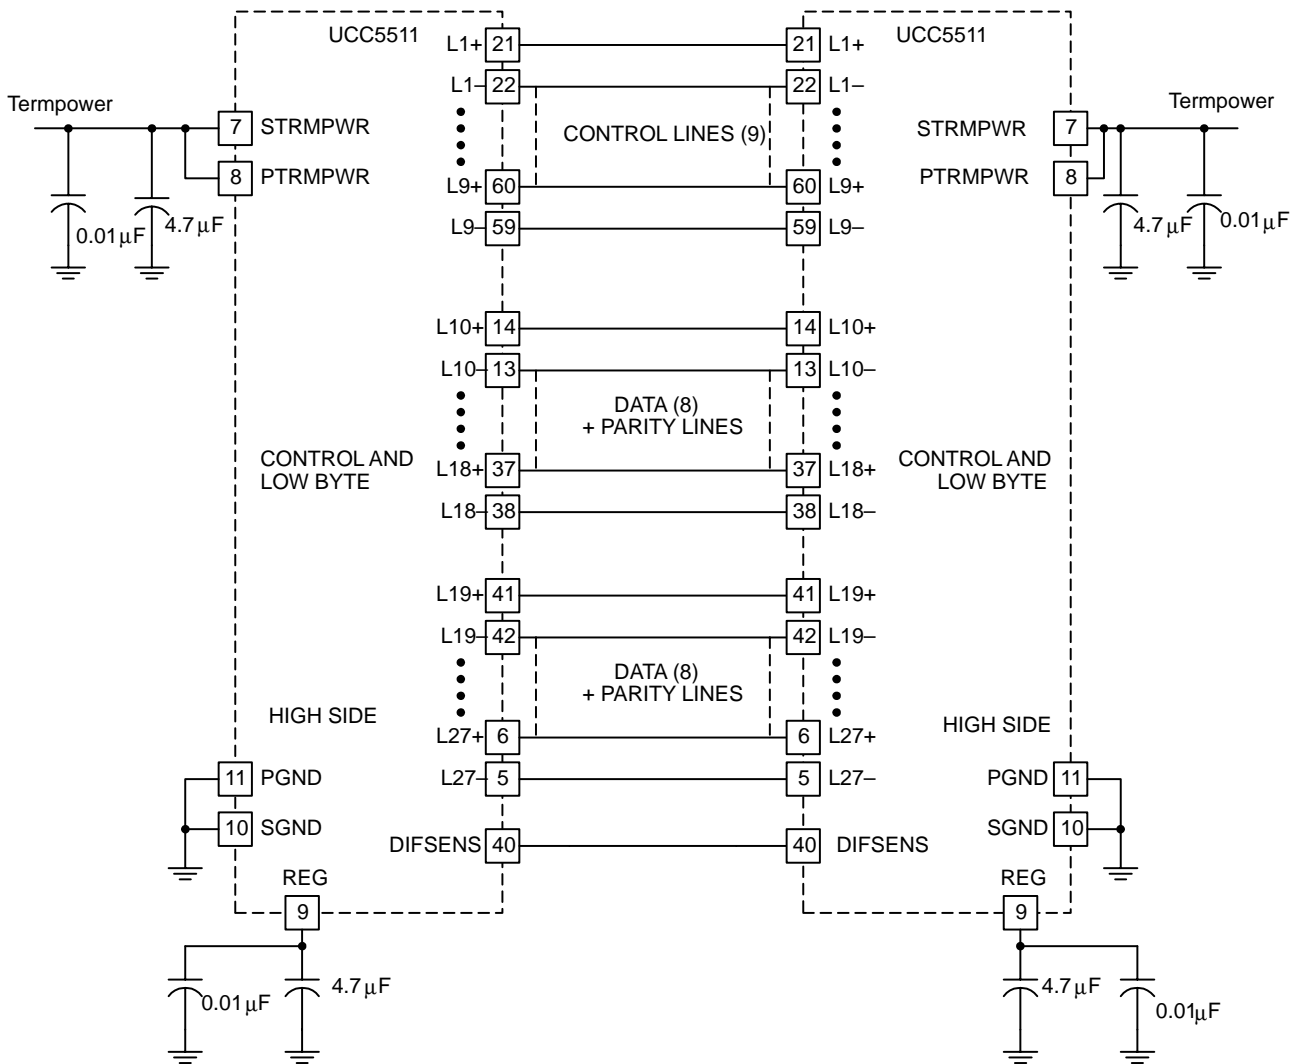 UCC5511
UCC5511
L1+ 21
21 L1+
L1– 22
22 L1–
Termpower
Termpower
7 STRMPWR
STRMPWR 7
CONTROL LINES (9)
8 PTRMPWR
PTRMPWR 8
L9+ 60
60 L9+
L9– 59
59 L9–
0.01µF
4.7µF
4.7µF
0.01µF
L10+ 14
14 L10+
L10– 13
13 L10–
DATA (8)
+ PARITY LINES
CONTROL AND
LOW BYTE
CONTROL AND
LOW BYTE
L18+ 37
37 L18+
L18– 38
38 L18–
L19+ 41
41 L19+
L19– 42
42 L19–
DATA (8)
+ PARITY LINES
HIGH SIDE
HIGH SIDE
L27+ 6
6 L27+
L27– 5
5 L27–
11 PGND
PGND 11
10 SGND
SGND 10
DIFSENS 40
40 DIFSENS
REG
REG
9
9
0.01µF
4.7µF
4.7µF
0.01µF